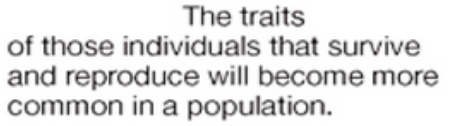 The traits
of those individuals that survive
and reproduce will become more
common in a population.